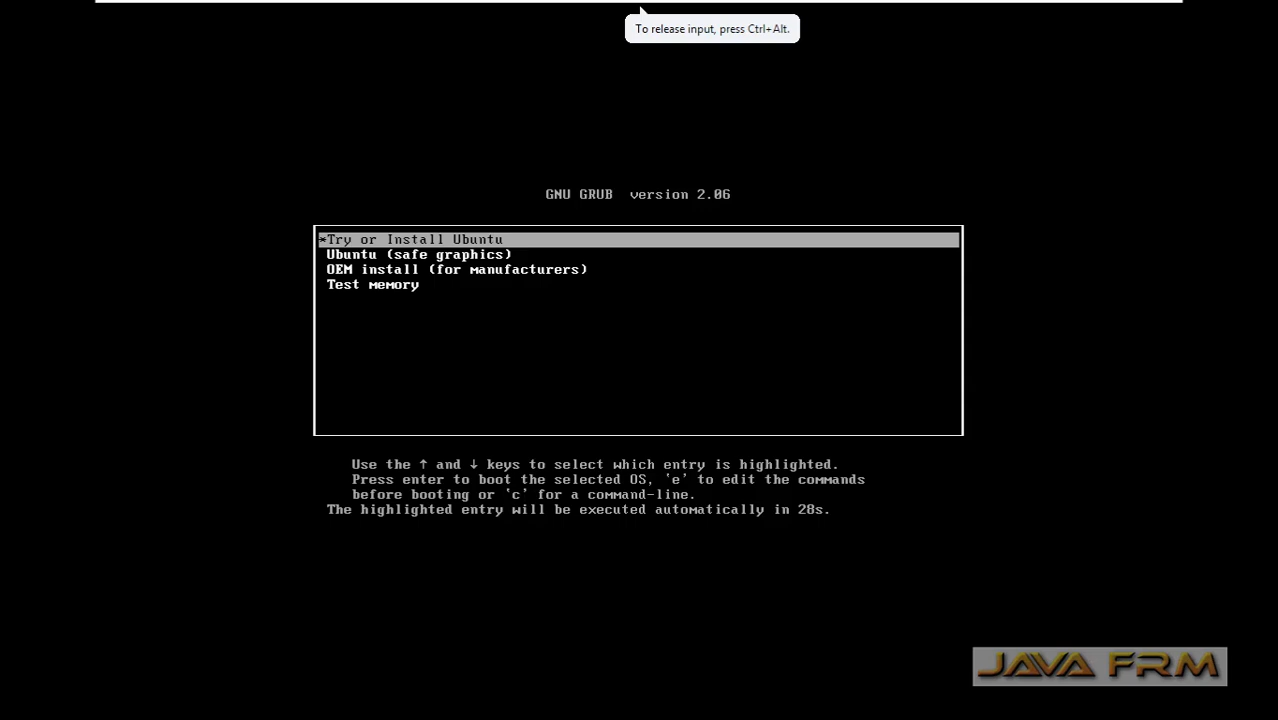 To release input, press Ctrl+Alt.
GNU GRUB  version 2.06
*Try or Install Ubuntu
Ubuntu (safe graphics)
OEM install (for manufacturers)
Test memory
Use the ↑ and ↓ keys to select which entry is highlighted.
Press enter to boot the selected OS, `e' to edit the commands
before booting or `c' for a command-line.
The highlighted entry will be executed automatically in 28s.
JAVA FRM